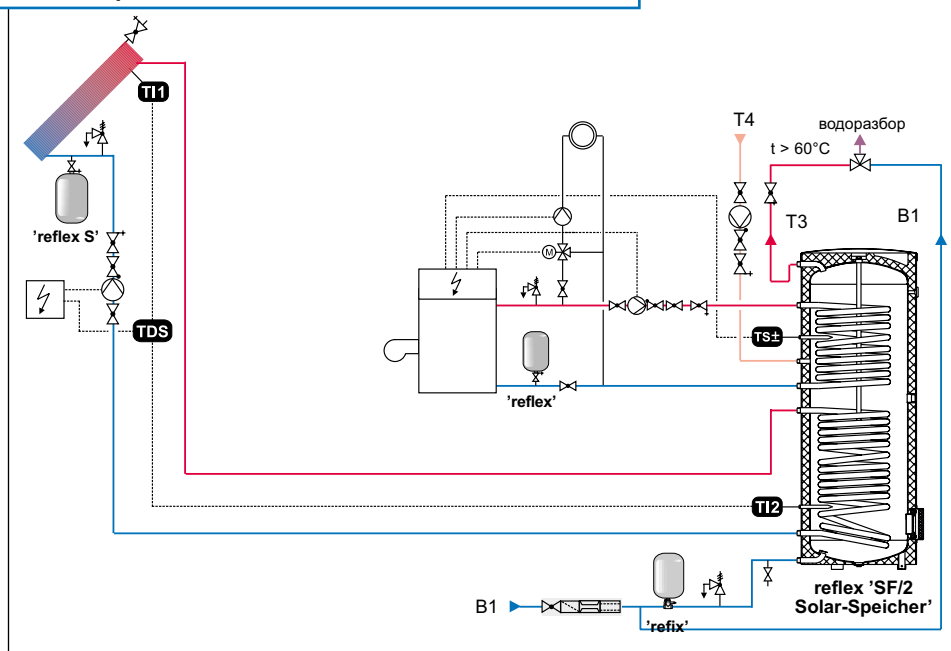 TI1
T4
водоразбор
t > 60°C
'reflex S'
T3
B1
M
TDS
TS±
'reflex'
TI2
reflex 'SF/2
Solar-Speicher'
B1
'refix'